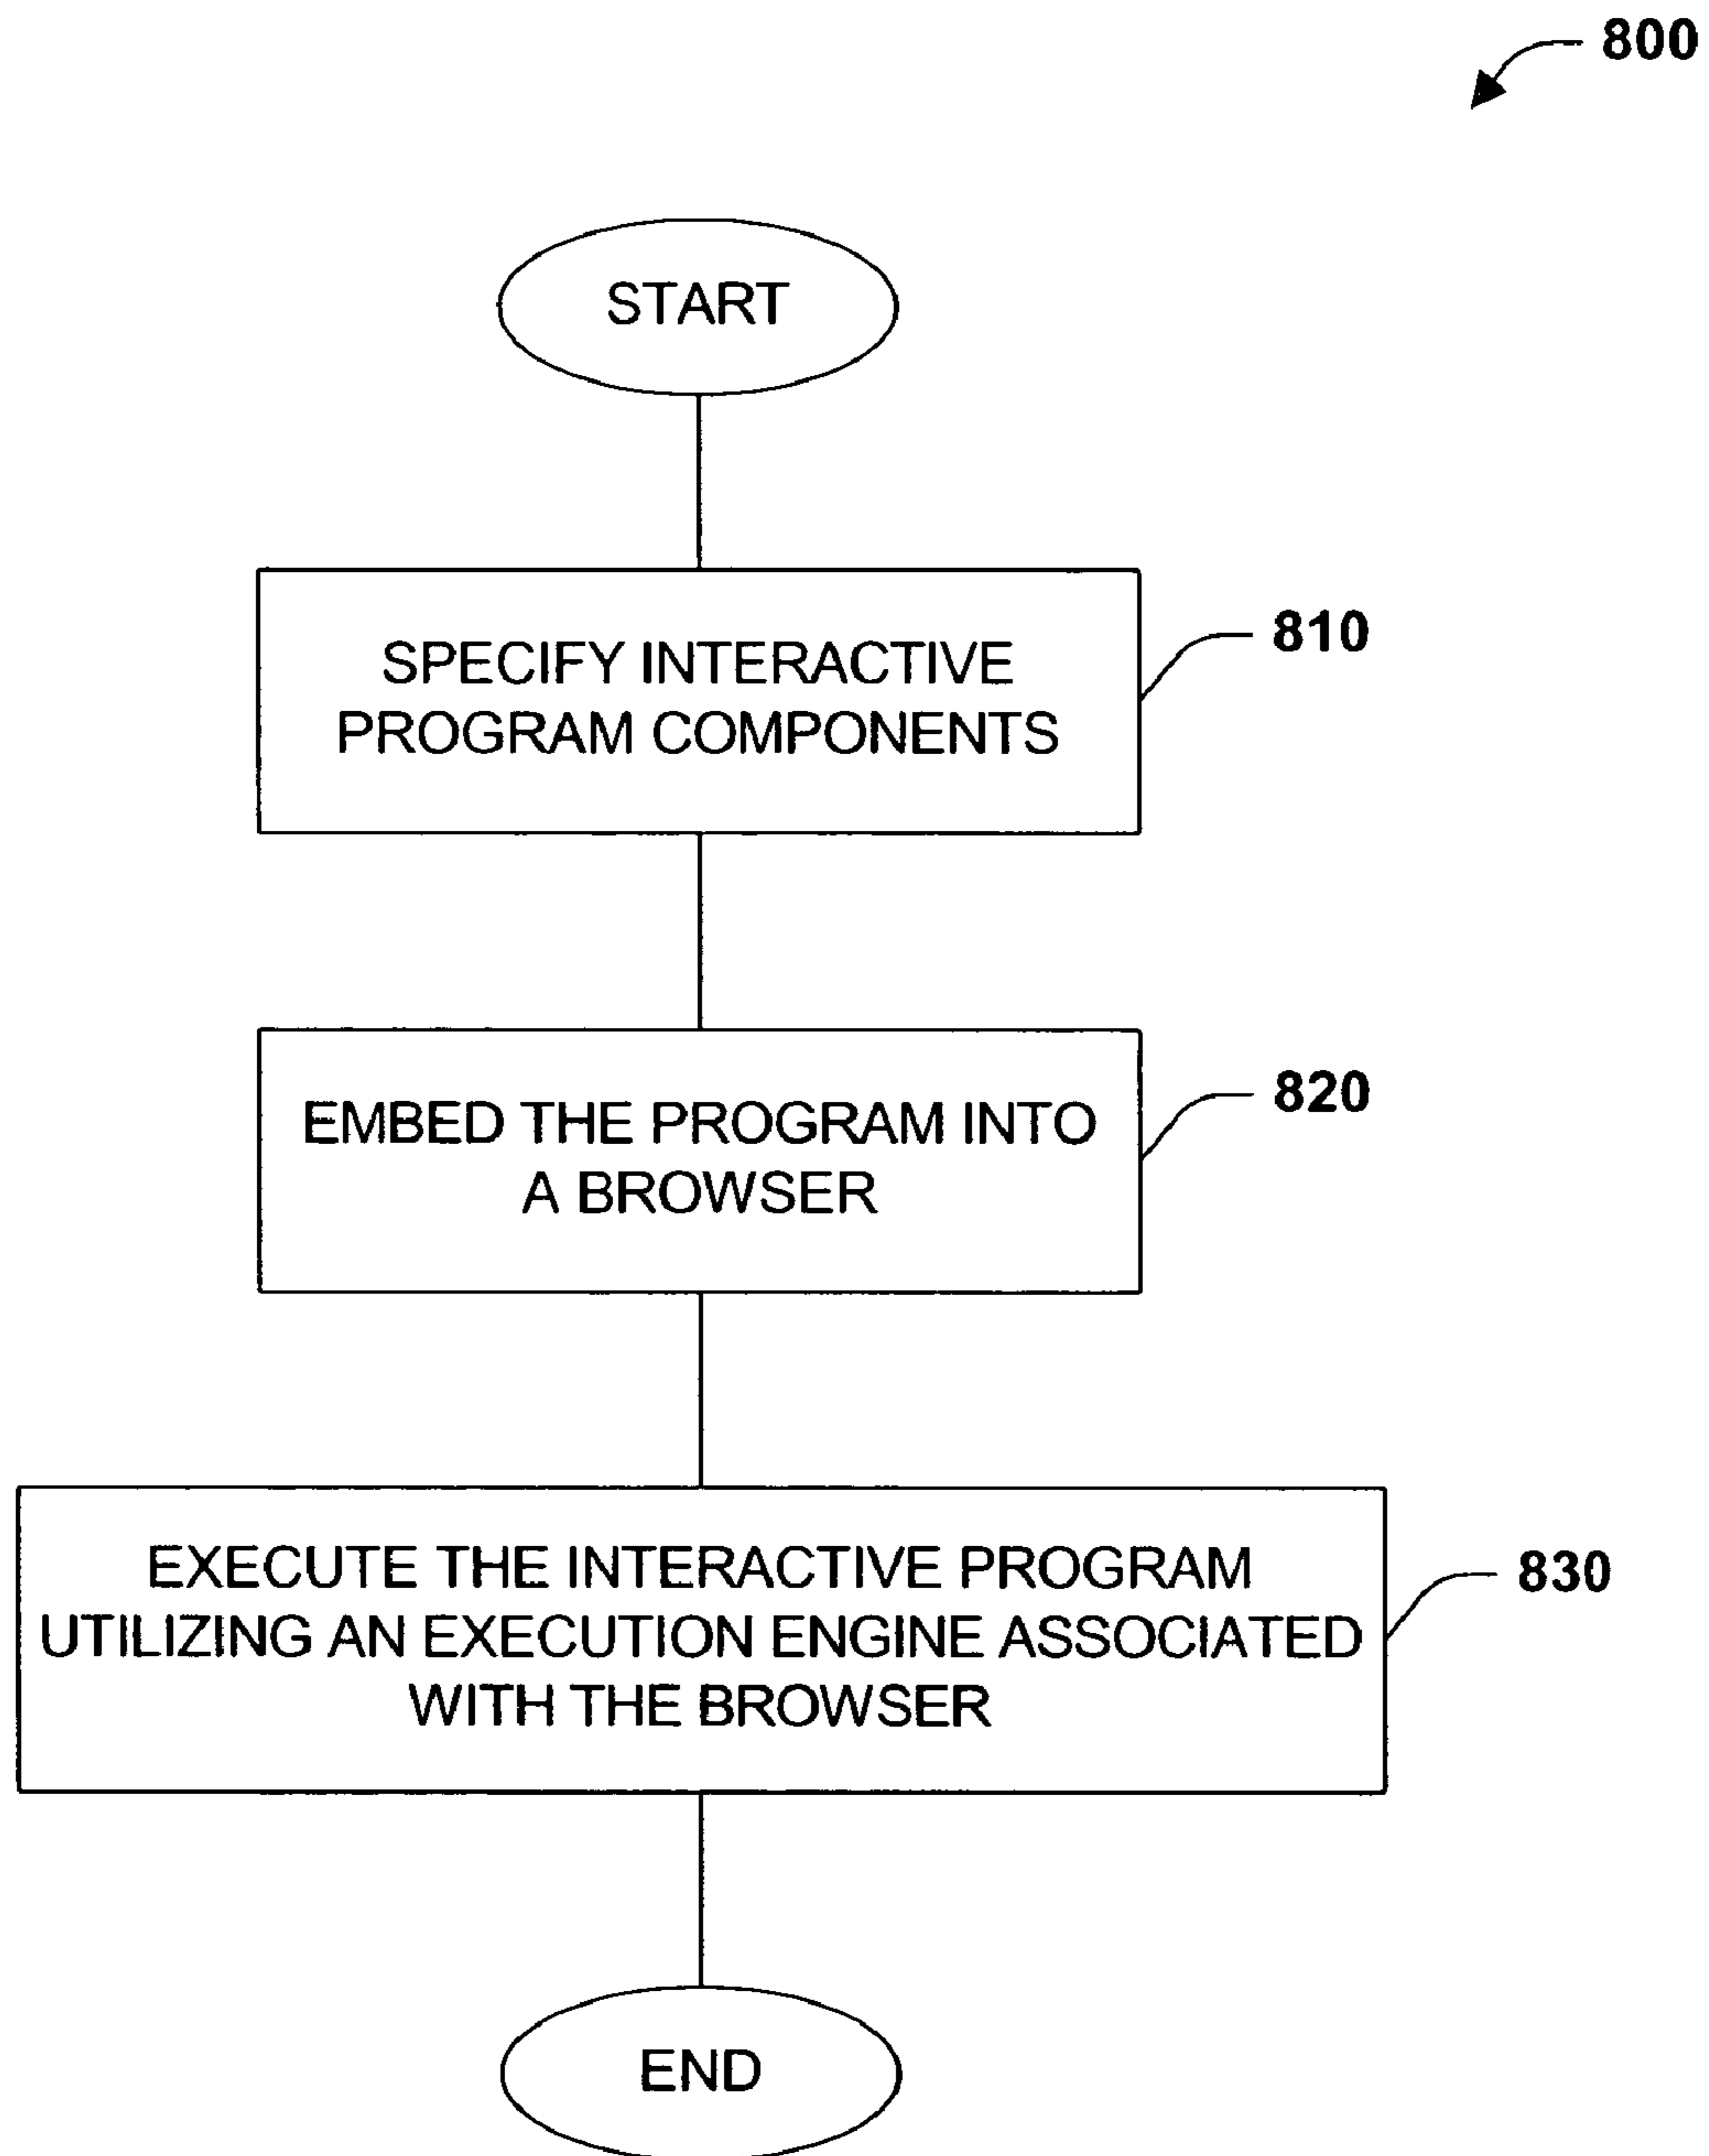 800
START
SPECIFY INTERACTIVE
PROGRAM COMPONENTS
810
EMBED THE PROGRAM INTO
A BROWSER
820
EXECUTE THE INTERACTIVE PROGRAM
UTILIZING AN EXECUTION ENGINE ASSOCIATED
WITH THE BROWSER
830
END